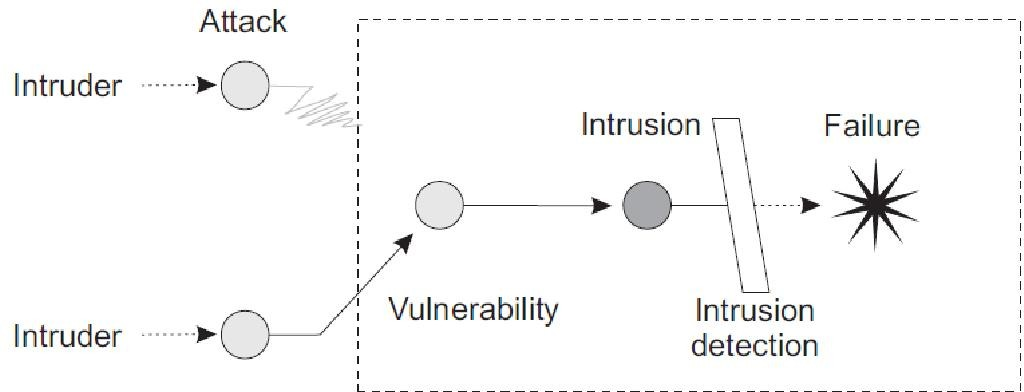 Attack
Intruder
Intrusion
Failure
Vulnerability
Intrusion
detection
Intruder